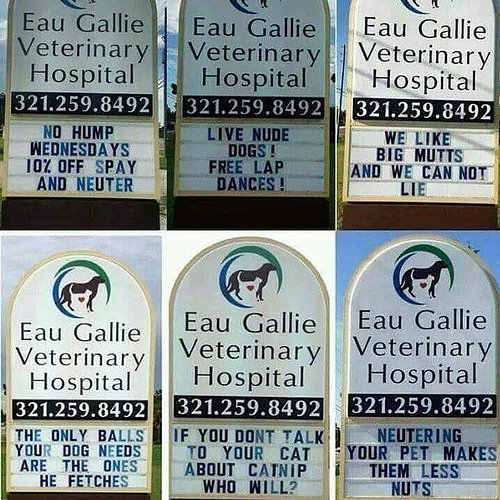 Eau Gallie
Veterinary
Hospital
321.259.8492
NO HUMP
WEDNESDAYS
10% OFF SPAY
AND NEUTER
Eau Gallie
Veterinary
Hospital
321.259.8492
LIVE NUDE
DOGS!
FREE LAP
DANCES!
Eau Gallie
Veterinary
Hospital
321.259.8492
WE LIKE
BIG MUTTS
AND WE CAN NOT
LIE
Eau Gallie
Veterinary
Hospital
321.259.8492
THE ONLY BALLS
YOUR DOG NEEDS
ARE THE ONES
HE FETCHES
Eau Gallie
Veterinary
Hospital
321.259.8492
IF YOU DONT TALK
TO YOUR CAT
ABOUT CATNIP
WHO WILL?
Eau Gallie
Veterinary
Hospital
321.259.8492
NEUTERING
YOUR PET MAKES
THEM LESS
NUTS